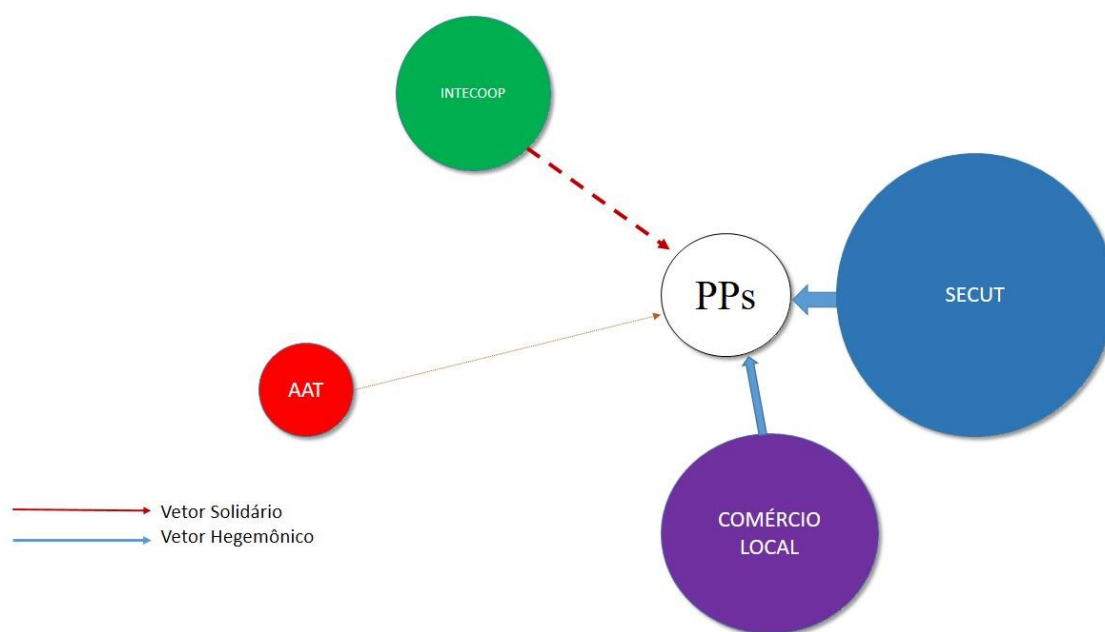 INTECOOP
PPs
SECUT
AAT
COMÉRCIO
LOCAL
Vetor Solidário
Vetor Hegemônico